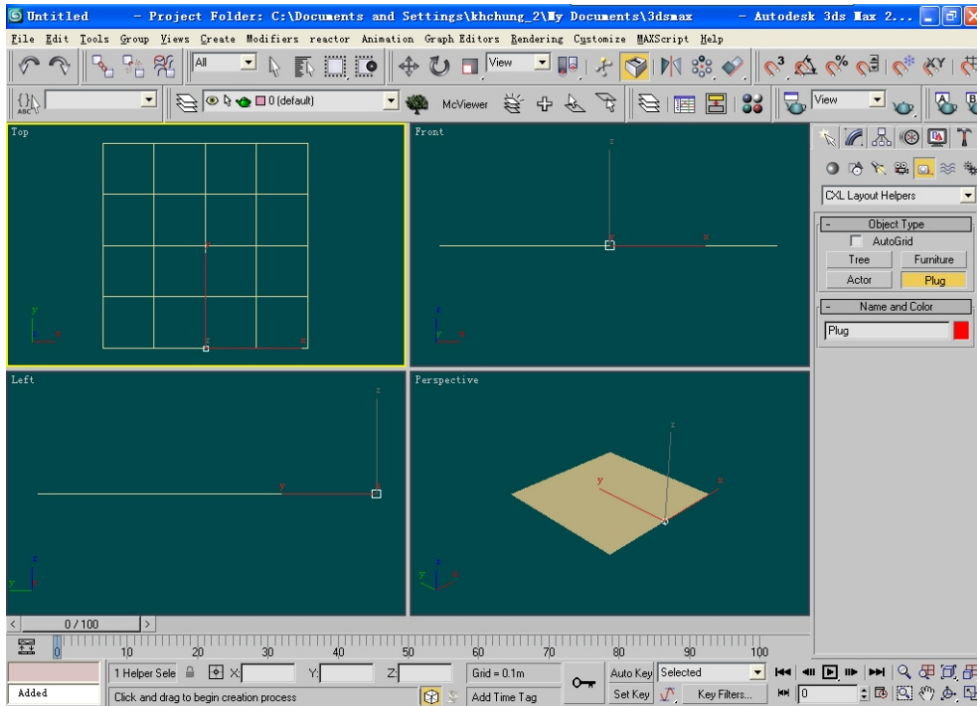 Untitled - Project Folder: C:\Documents and Settings\khchung_2\My Documents\3dsmax - Autodesk 3ds Max 2...
File Edit Tools Group Views Create Modifiers reactor Animation Graph Editors Rendering Customize MAXScript Help
All View 3 % XY
{} ABC 0 (default) McViewer View A
Top Front
z
y x z x
y z x z y x
Left Perspective
z z
y y x
z y x z y x
CXL Layout Helpers
- Object Type
AutoGrid
Tree Furniture
Actor Plug
- Name and Color
Plug
< 0 / 100 >
0 10 20 30 40 50 60 70 80 90 100
1 Helper Sele X: Y: Z: Grid = 0.1m Auto Key Selected
Added Click and drag to begin creation process Add Time Tag Set Key Key Filters... 0